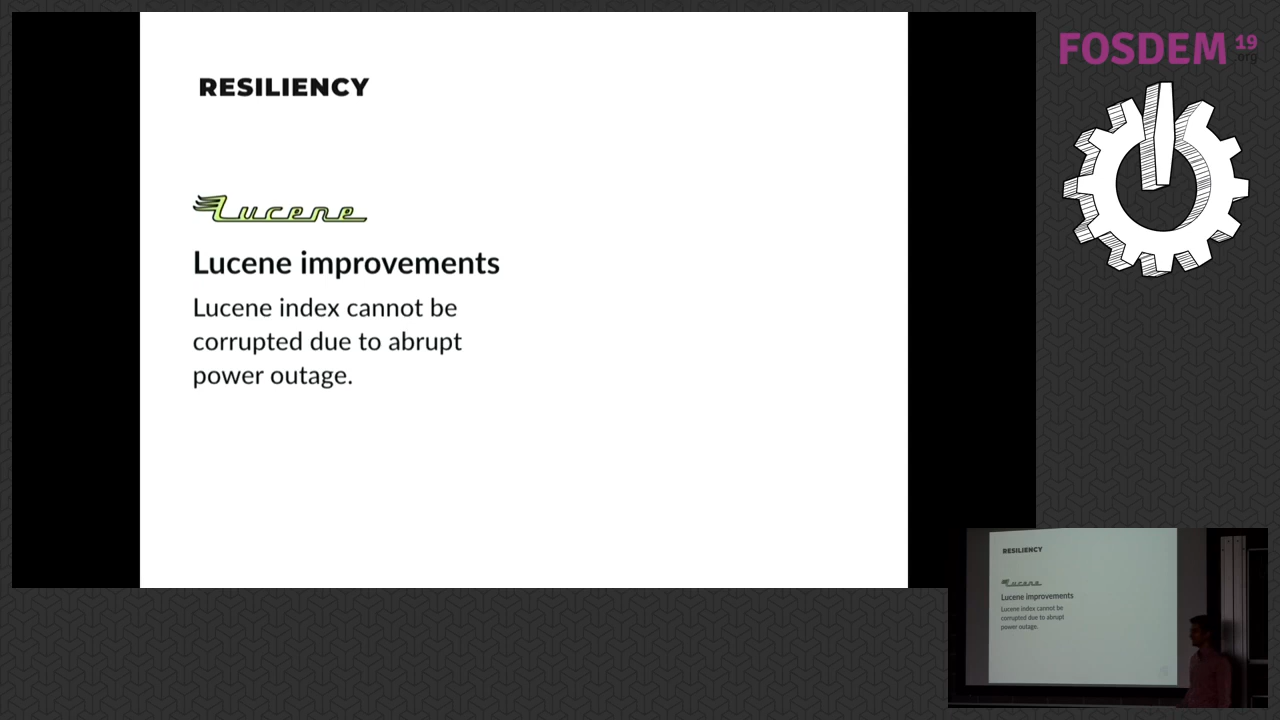 RESILIENCY
Lucene
Lucene improvements
Lucene index cannot be
corrupted due to abrupt
power outage.
FOSDEM 19
.org
RESILIENCY
Lucene
Lucene improvements
Lucene index cannot be
corrupted due to abrupt
power outage.